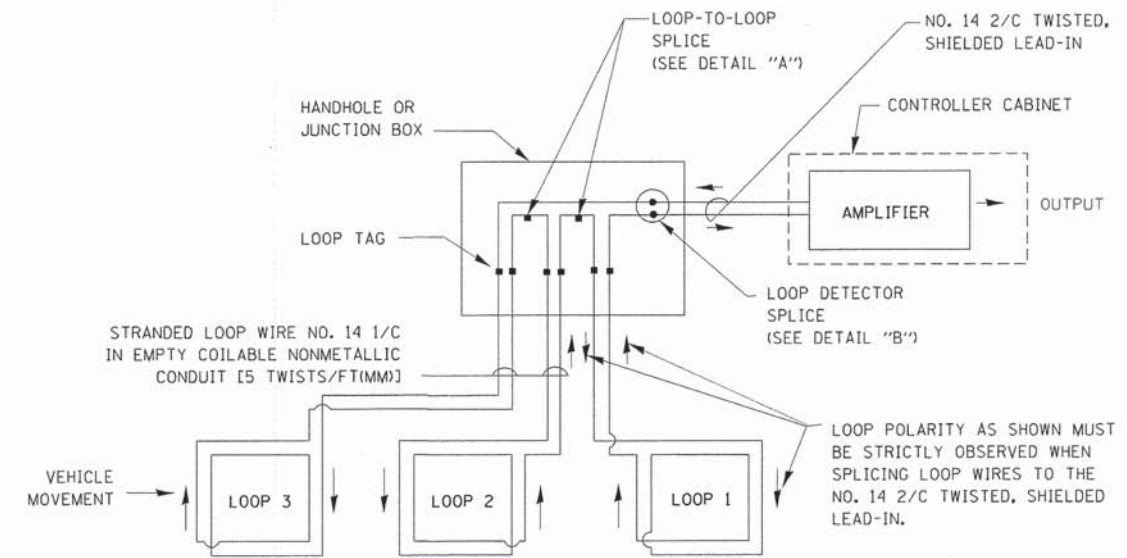 LOOP-TO-LOOP
SPLICE
(SEE DETAIL "A")
NO. 14 2/C TWISTED,
SHIELDED LEAD-IN
HANDHOLE OR
JUNCTION BOX
CONTROLLER CABINET
AMPLIFIER
OUTPUT
LOOP TAG
LOOP DETECTOR
SPLICE
(SEE DETAIL "B")
STRANDED LOOP WIRE NO. 14 1/C
IN EMPTY COILABLE NONMETALLIC
CONDUIT [5 TWISTS/FT(MM)]
LOOP POLARITY AS SHOWN MUST
BE STRICTLY OBSERVED WHEN
SPLICING LOOP WIRES TO THE
NO. 14 2/C TWISTED, SHIELDED
LEAD-IN.
VEHICLE
MOVEMENT
LOOP 3
LOOP 2
LOOP 1